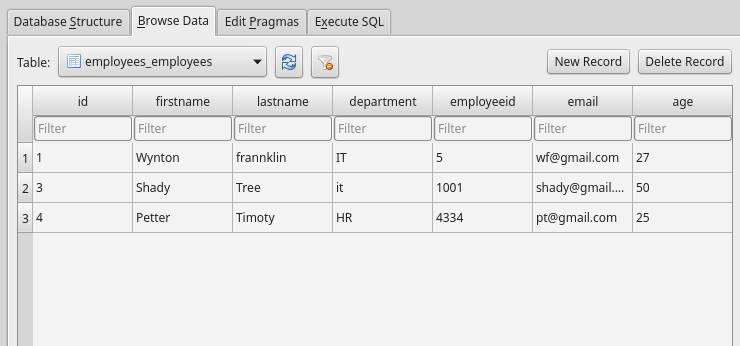 Database Structure Browse Data Edit Pragmas Execute SQL
Table: employees_employees New Record Delete Record
id firstname lastname department employeeid email age
Filter Filter Filter Filter Filter Filter Filter
1 1 Wynton frannklin IT 5 wf@gmail.com 27
2 3 Shady Tree it 1001 shady@gmail.... 50
3 4 Petter Timoty HR 4334 pt@gmail.com 25